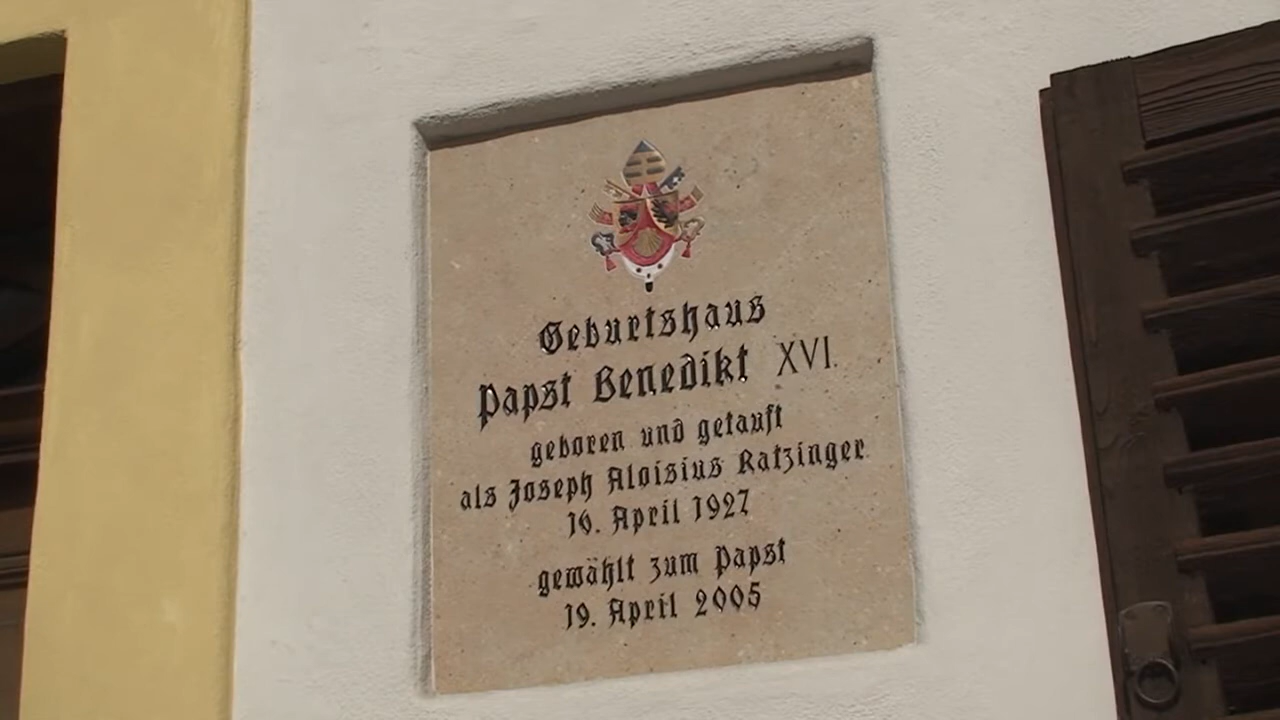 Geburtshaus
Papst Benedikt XVI.
geboren und getauft
als Joseph Aloisius Ratzinger
16. April 1927
gewählt zum Papst
19. April 2005